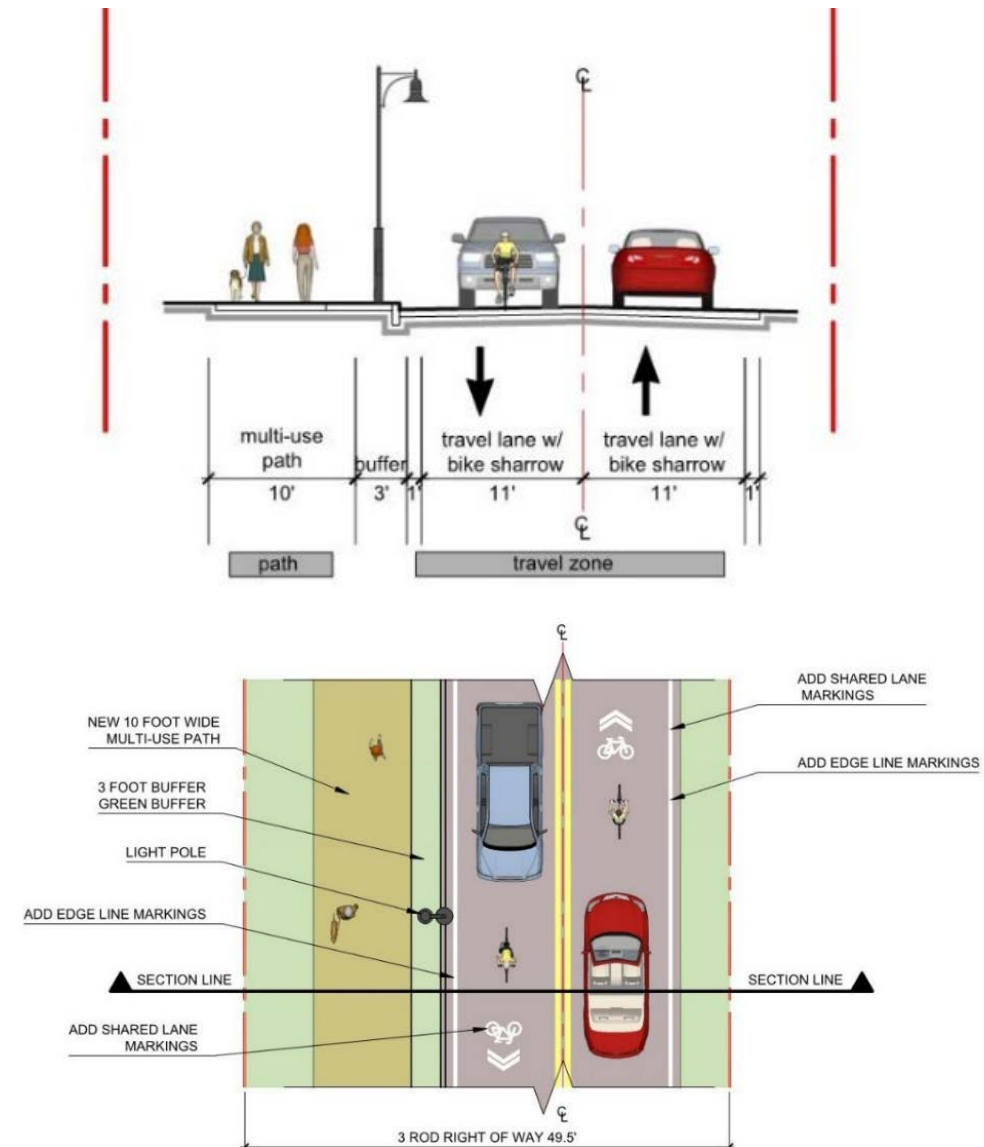 ℄
multi-use
path
buffer
travel lane w/
bike sharrow
travel lane w/
bike sharrow
10'
3'
1'
11'
11'
1'
℄
path
travel zone
℄
NEW 10 FOOT WIDE
MULTI-USE PATH
3 FOOT BUFFER
GREEN BUFFER
LIGHT POLE
ADD EDGE LINE MARKINGS
SECTION LINE
ADD SHARED LANE
MARKINGS
ADD SHARED LANE
MARKINGS
ADD EDGE LINE MARKINGS
SECTION LINE
℄
3 ROD RIGHT OF WAY 49.5'